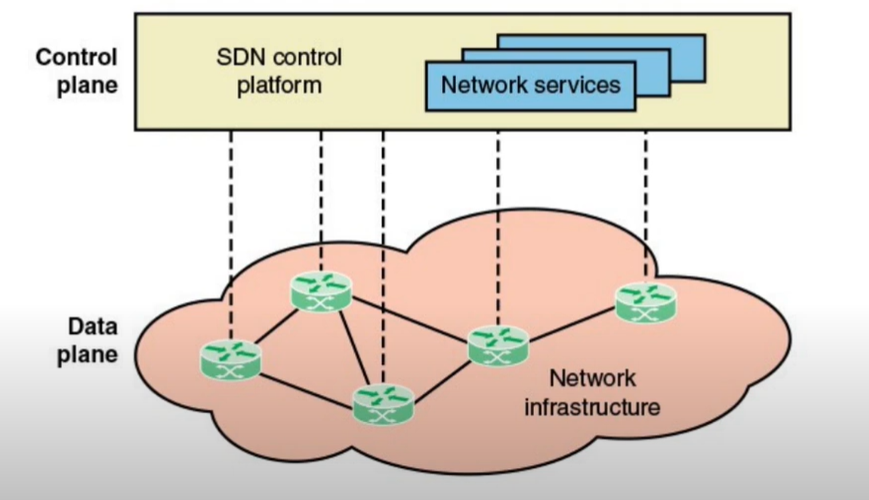 Control
plane
SDN control
platform
Network services
Data
plane
Network
infrastructure